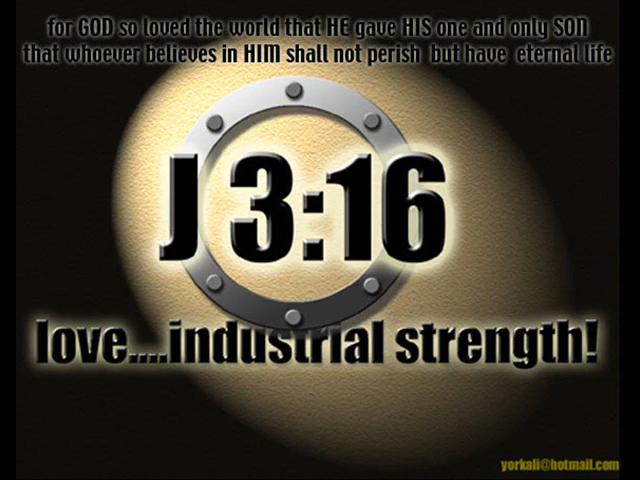 for GOD so loved the world that HE gave HIS one and only SON
that whoever believes in HIM shall not perish but have eternal life
J 3:16
love....industrial strength!
yorkali@hotmail.com